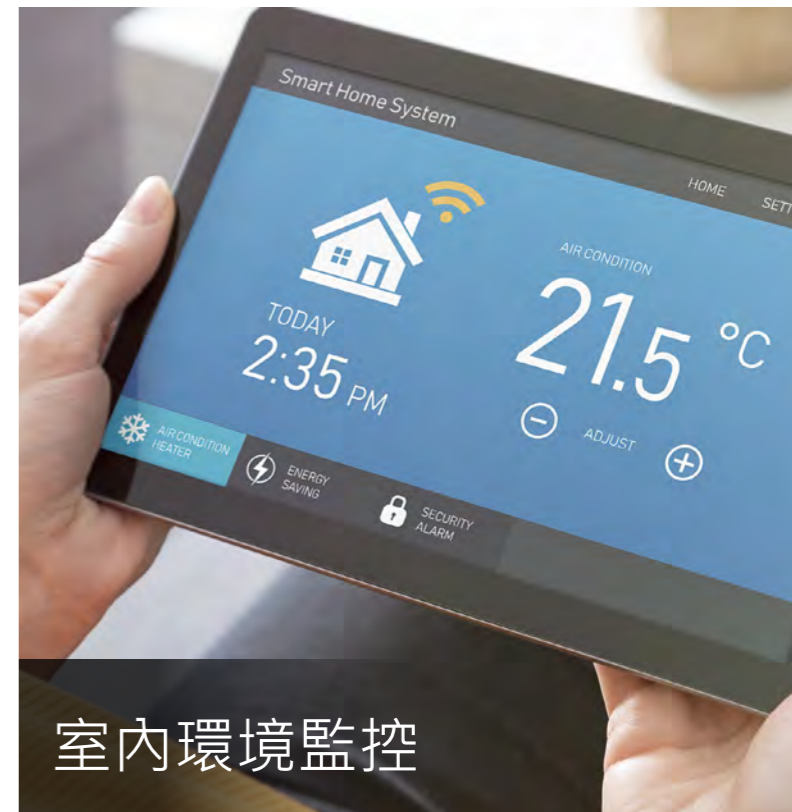 Smart Home System
HOME
AIR CONDITION
21.5 °C
TODAY
2:35 PM
ADJUST
AIR CONDITION
HEATER
ENERGY
SAVING
SECURITY
ALARM
室內環境監控